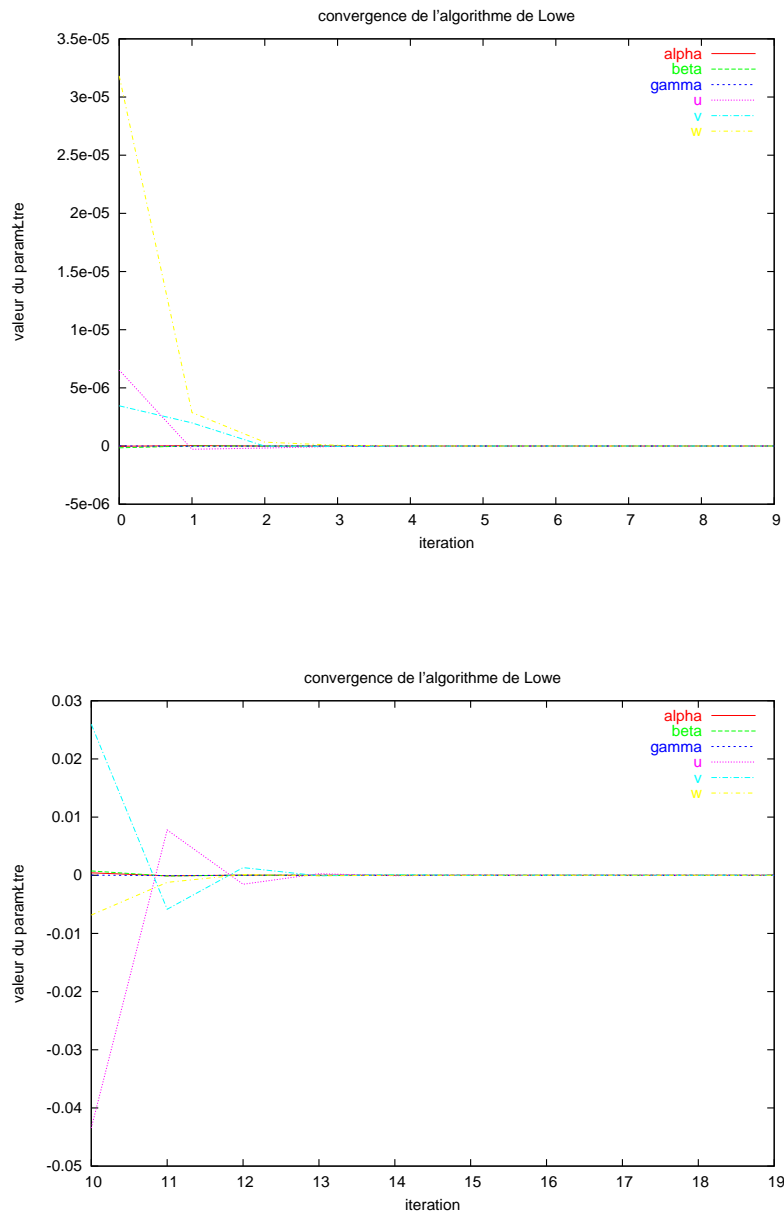 convergence de l'algorithme de Lowe
3.5e-05
3e-05
2.5e-05
2e-05
1.5e-05
1e-05
5e-06
0
-5e-06
valeur du paramŁtre
alpha
beta
gamma
u
v
w
0 1 2 3 4 5 6 7 8 9
iteration
convergence de l'algorithme de Lowe
0.03
0.02
0.01
0
-0.01
-0.02
-0.03
-0.04
-0.05
valeur du paramŁtre
alpha
beta
gamma
u
v
w
10 11 12 13 14 15 16 17 18 19
iteration